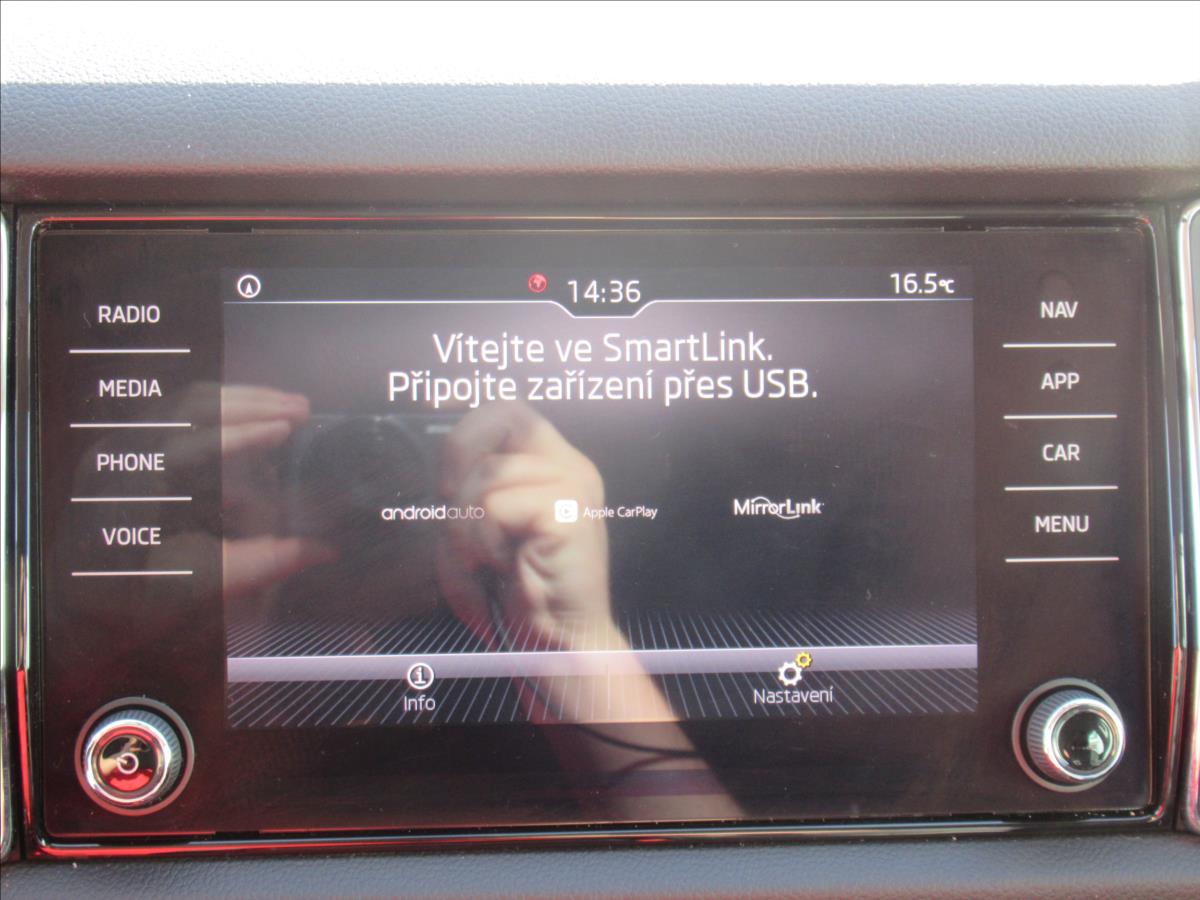 14:36
16.5°C
RADIO
MEDIA
PHONE
VOICE
Vítejte ve SmartLink.
Připojte zařízení přes USB.
androidauto
Apple CarPlay
MirrorLink
Info
Nastavení
NAV
APP
CAR
MENU